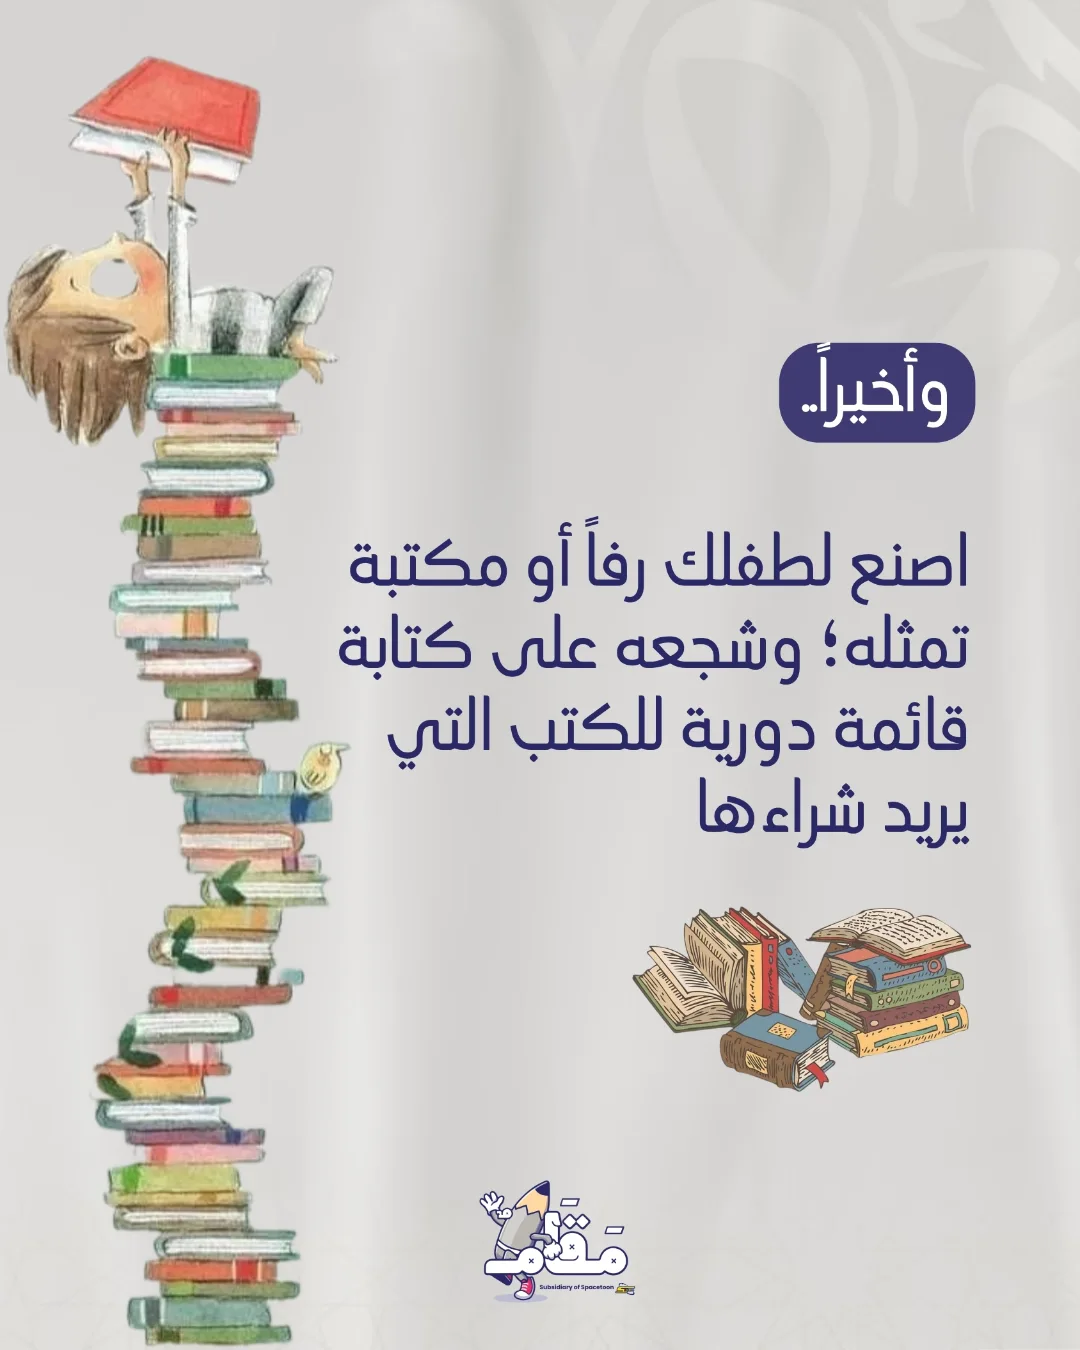 وأخيراً..
اصنع لطفلك رفاً أو مكتبة
تمثله؛ وشجعه على كتابة
قائمة دورية للكتب التي
يريد شراءها
مَقْلَمَة
Subsidiary of Spacetoon